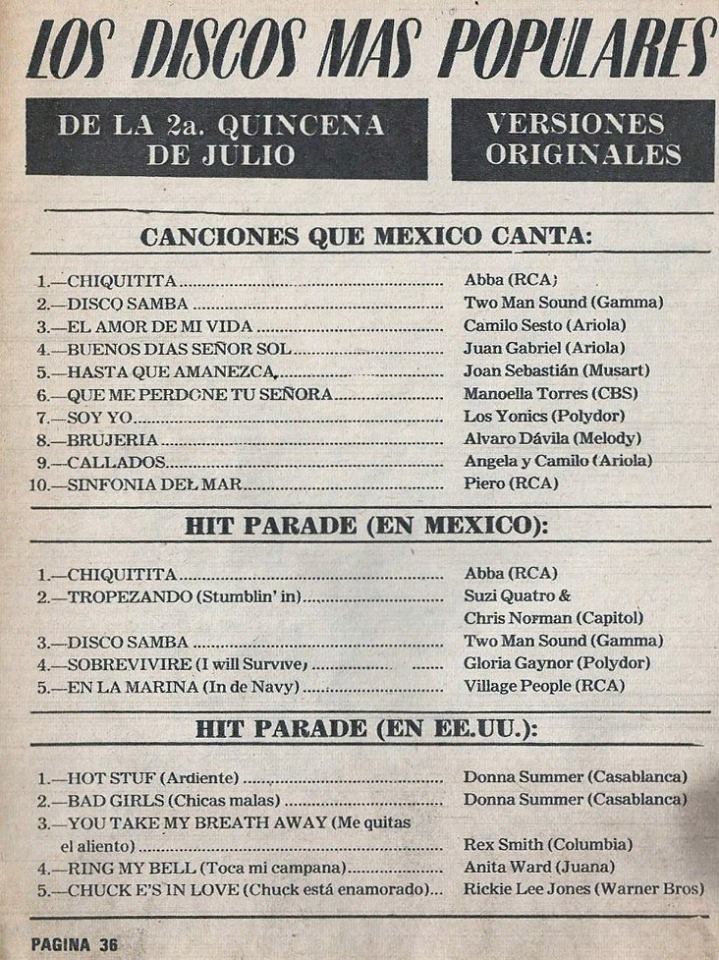 LOS DISCOS MAS POPULARES
DE LA 2a. QUINCENA
DE JULIO
VERSIONES
ORIGINALES
CANCIONES QUE MEXICO CANTA:
1.—CHIQUITITA........................ Abba (RCA)
2.—DISCO SAMBA........................ Two Man Sound (Gamma)
3.—EL AMOR DE MI VIDA........................ Camilo Sesto (Ariola)
4.—BUENOS DIAS SEÑOR SOL........................ Juan Gabriel (Ariola)
5.—HASTA QUE AMANEZCA........................ Joan Sebastián (Musart)
6.—QUE ME PERDONE TU SEÑORA........................ Manoella Torres (CBS)
7.—SOY YO........................ Los Yonics (Polydor)
8.—BRUJERIA........................ Alvaro Dávila (Melody)
9.—CALLADOS........................ Angela y Camilo (Ariola)
10.—SINFONIA DEL MAR........................ Piero (RCA)
HIT PARADE (EN MEXICO):
1.—CHIQUITITA........................ Abba (RCA)
2.—TROPEZANDO (Stumblin' in)........................ Suzi Quatro &
Chris Norman (Capitol)
3.—DISCO SAMBA........................ Two Man Sound (Gamma)
4.—SOBREVIVIRE (I will Survive)........................ Gloria Gaynor (Polydor)
5.—EN LA MARINA (In de Navy)........................ Village People (RCA)
HIT PARADE (EN EE.UU.):
1.—HOT STUF (Ardiente)........................ Donna Summer (Casablanca)
2.—BAD GIRLS (Chicas malas)........................ Donna Summer (Casablanca)
3.—YOU TAKE MY BREATH AWAY (Me quitas
el aliento)........................ Rex Smith (Columbia)
4.—RING MY BELL (Toca mi campana)........................ Anita Ward (Juana)
5.—CHUCK E'S IN LOVE (Chuck está enamorado)... Rickie Lee Jones (Warner Bros)
PAGINA 36